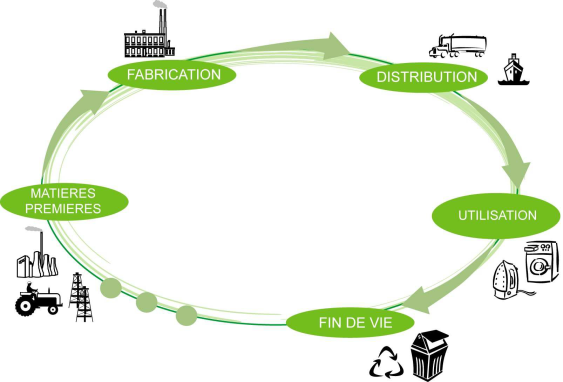 FABRICATION
DISTRIBUTION
MATIERES
PREMIERES
UTILISATION
FIN DE VIE